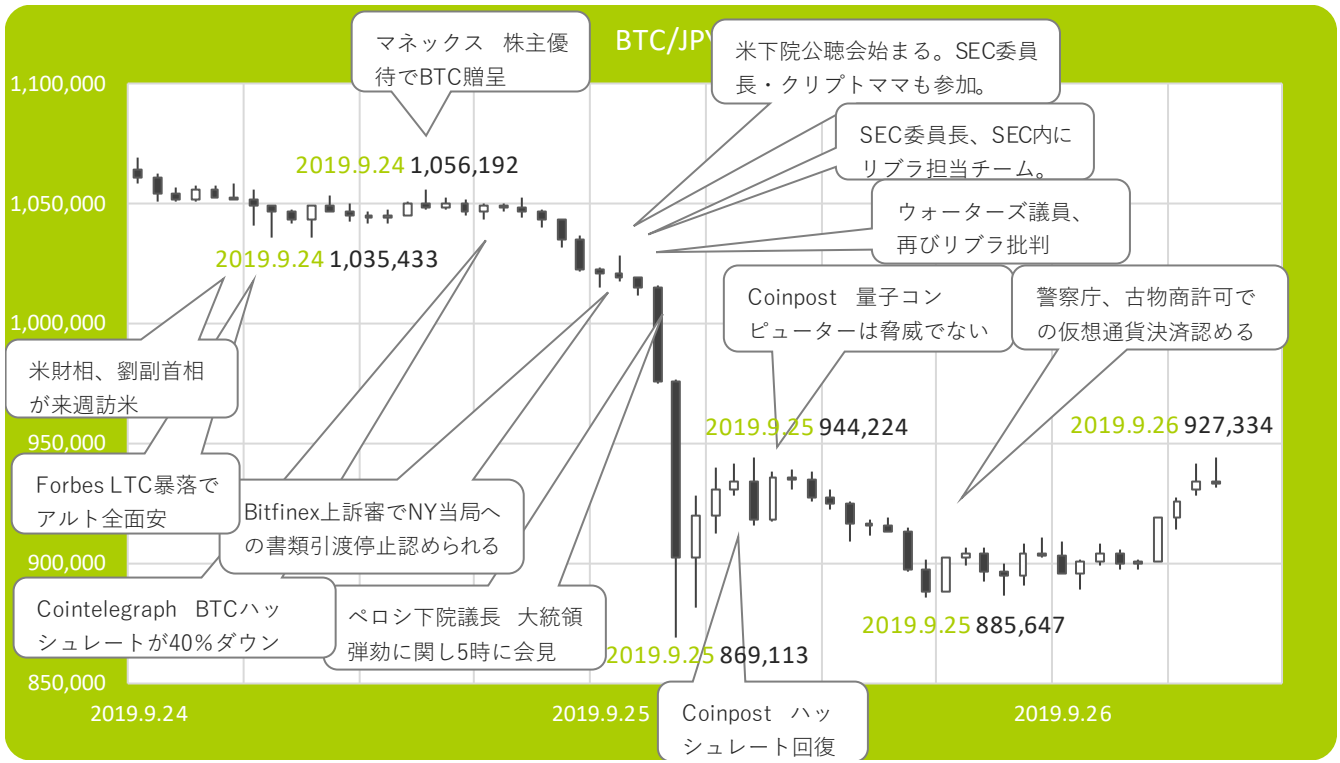 BTC/JPY
マネックス 株主優
待でBTC贈呈
米下院公聴会始まる。SEC委員
長・クリプトママも参加。
SEC委員長、SEC内に
リブラ担当チーム。
ウォーターズ議員、
再びリブラ批判
Coinpost 量子コン
ピューターは脅威でない
警察庁、古物商許可で
の仮想通貨決済認める
米財相、劉副首相
が来週訪米
Forbes LTC暴落で
アルト全面安
Bitfinex上訴審でNY当局へ
の書類引渡停止認められる
Cointelegraph BTCハッ
シュレートが40%ダウン
ペロシ下院議長 大統領
弾劾に関し5時に会見
Coinpost ハッ
シュレート回復
2019.9.24 1,056,192
2019.9.24 1,035,433
2019.9.25 944,224
2019.9.26 927,334
2019.9.25 885,647
2019.9.25 869,113
1,100,000
1,050,000
1,000,000
950,000
900,000
850,000
2019.9.24
2019.9.25
2019.9.26